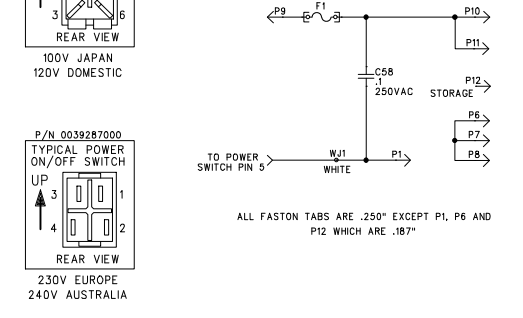 3
6
REAR VIEW
100V JAPAN
120V DOMESTIC
P/N 0039287000
TYPICAL POWER
ON/OFF SWITCH
UP
3
1
4
2
REAR VIEW
230V EUROPE
240V AUSTRALIA
P9
F1
P10
P11
C58
.1
250VAC
P12
STORAGE
P6
P7
P8
TO POWER
SWITCH PIN 5
WJ1
WHITE
P1
ALL FASTON TABS ARE .250" EXCEPT P1, P6 AND
P12 WHICH ARE .187"